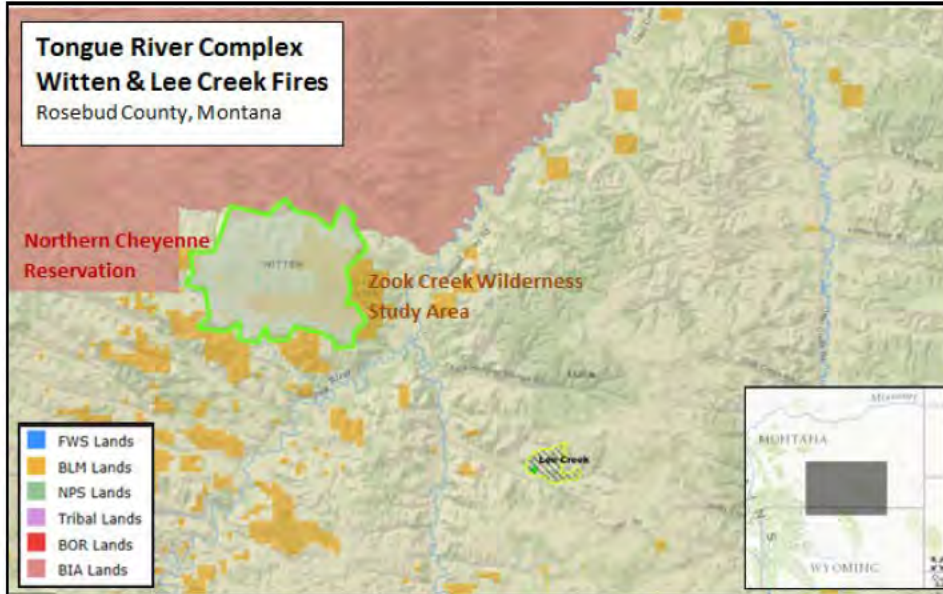 Tongue River Complex
Witten & Lee Creek Fires
Rosebud County, Montana
Northern Cheyenne
Reservation
WITTEN
Zook Creek Wilderness
Study Area
River
Lee Creek
FWS Lands
BLM Lands
NPS Lands
Tribal Lands
BOR Lands
BIA Lands
Missouri
MONTANA
WYOMING